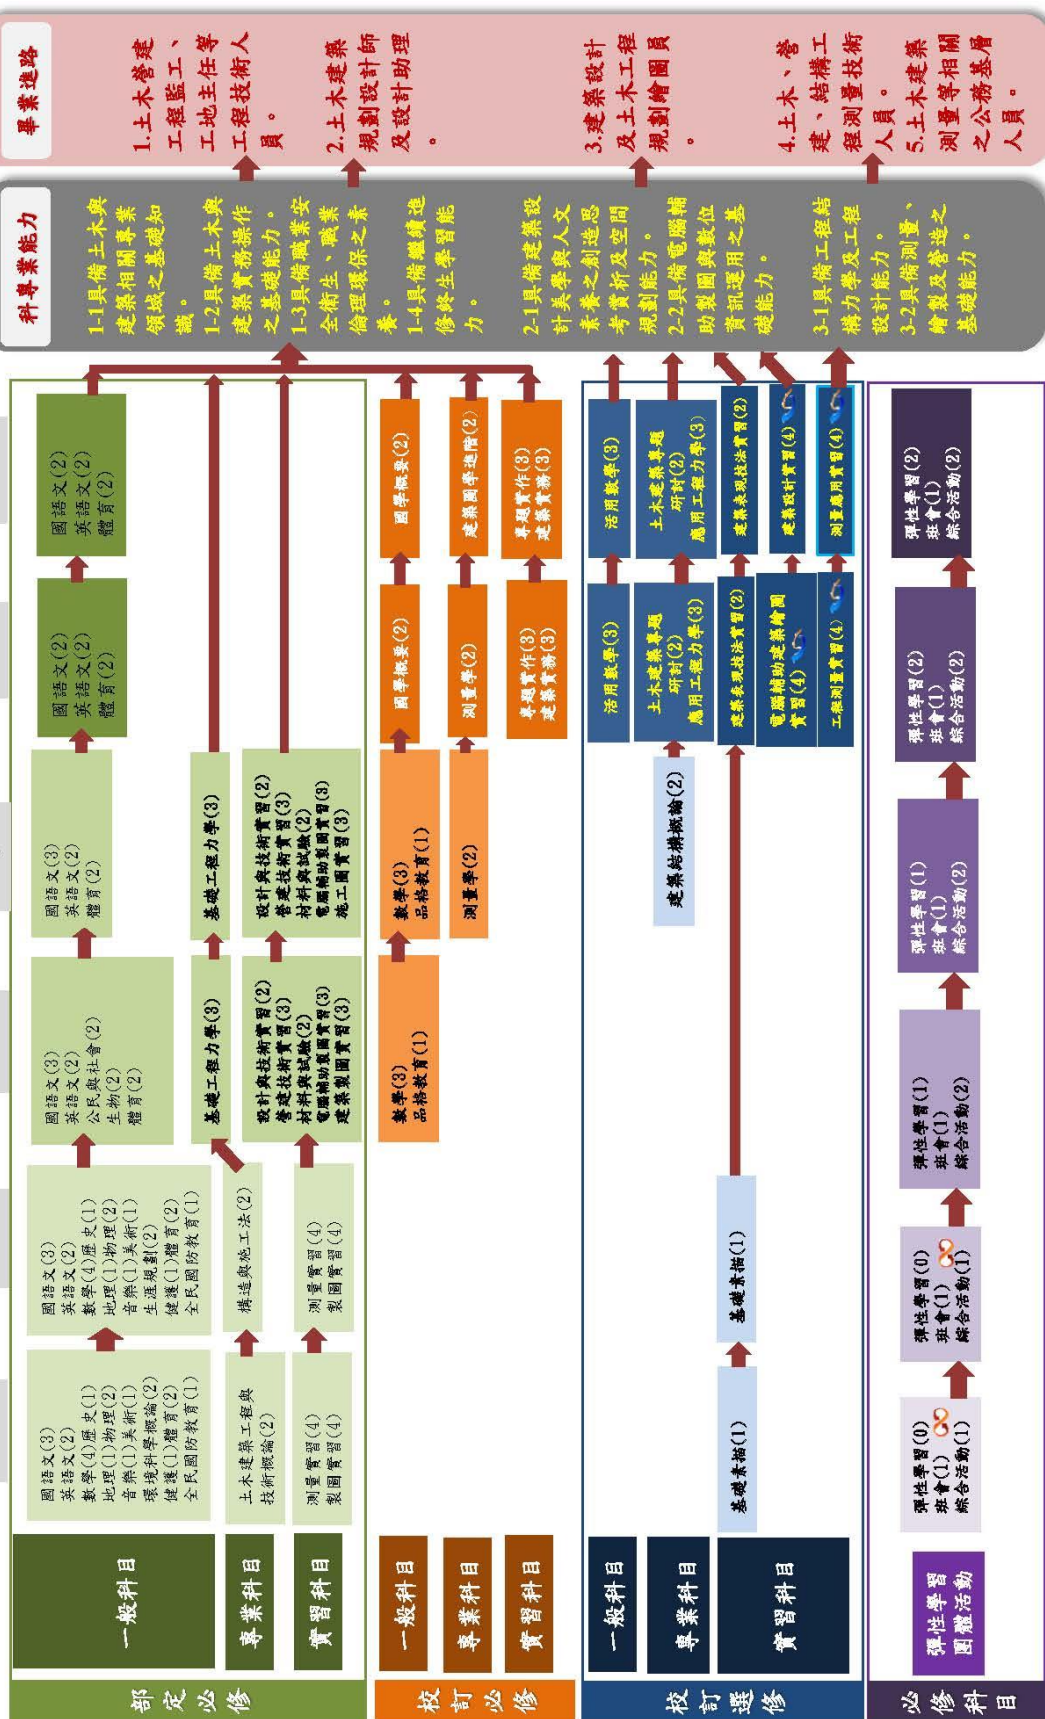 部定必修
一般科目
國語文(3)
英語文(2)
數學(4)歷史(1)
地理(1)物理(2)
音樂(1)美術(1)
環境科學概論(2)
健護(1)體育(2)
全民國防教育(1)
國語文(3)
英語文(2)
數學(4)歷史(1)
地理(1)物理(2)
音樂(1)美術(1)
生涯規劃(2)
健護(1)體育(2)
全民國防教育(1)
國語文(3)
英語文(2)
公民與社會(2)
生物(2)
體育(2)
國語文(3)
英語文(2)
體育(2)
國語文(2)
英語文(2)
體育(2)
國語文(2)
英語文(2)
體育(2)
專業科目
土木建築工程與
技術概論(2)
構造與施工法(2)
基礎工程力學(3)
基礎工程力學(3)
實習科目
測量實習(4)
製圖實習(4)
測量實習(4)
製圖實習(4)
設計與技術實習(2)
營建技術實習(3)
材料與試驗(2)
電腦輔助製圖實習(3)
建築製圖實習(3)
設計與技術實習(2)
營建技術實習(3)
材料與試驗(2)
電腦輔助製圖實習(3)
施工圖實習(3)
校訂必修
一般科目
數學(3)
品格教育(1)
數學(3)
品格教育(1)
國學概要(2)
國學概要(2)
專業科目
測量學(2)
測量學(2)
建築圖學進階(2)
實習科目
專題實作(3)
建築實務(3)
專題實作(3)
建築實務(3)
校訂選修
一般科目
活用數學(3)
活用數學(3)
專業科目
建築結構概論(2)
土木建築專題
研討(2)
應用工程力學(3)
土木建築專題
研討(2)
應用工程力學(3)
實習科目
基礎素描(1)
基礎素描(1)
建築表現技法實習(2)
建築表現技法實習(2)
電腦輔助建築繪圖
實習(4)
建築設計實習(4)
工程測量實習(4)
測量應用實習(4)
必修科目
彈性學習
團體活動
彈性學習(0)
班會(1)
綜合活動(1)
彈性學習(0)
班會(1)
綜合活動(1)
彈性學習(1)
班會(1)
綜合活動(2)
彈性學習(1)
班會(1)
綜合活動(2)
彈性學習(2)
班會(1)
綜合活動(2)
彈性學習(2)
班會(1)
綜合活動(2)
科專業能力
1-1具備土木與
建築相關專業
領域之基礎知
識。
1-2具備土木與
建築實務操作
之基礎能力。
1-3具備職業安
全衛生、職業
倫理環保之素
養。
1-4具備繼續進
修終生學習能
力。
2-1具備建築設
計美學與人文
素養之創造思
考賞析及空間
規劃能力。
2-2具備電腦輔
助製圖與數位
資訊運用之基
礎能力。
3-1具備工程結
構力學及工程
設計能力。
3-2具備測量、
繪製及營造之
基礎能力。
畢業進路
1.土木營建
工程監工、
工地主任等
工程技術人
員。
2.土木建築
規劃設計師
及設計助理
。
3.建築設計
及土木工程
規劃繪圖員
。
4.土木、營
建、結構工
程測量技術
人員。
5.土木建築
測量等相關
之公務基層
人員。